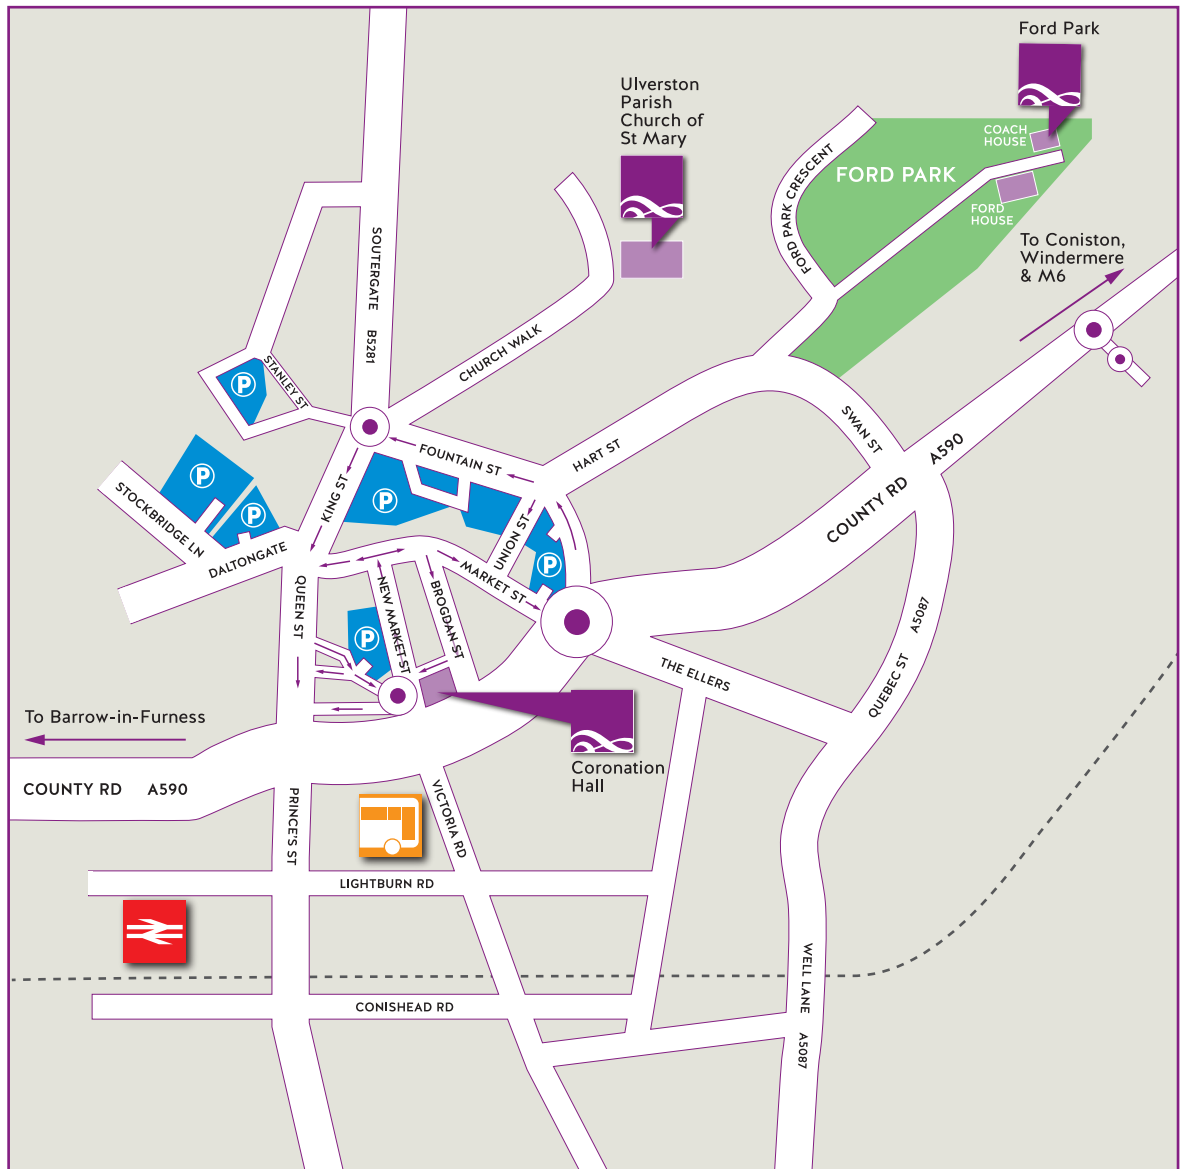 Ford Park
Ulverston
Parish
Church of
St Mary
COACH
HOUSE
FORD PARK
FORD PARK CRESCENT
FORD
HOUSE
To Coniston,
Windermere
& M6
SOUTERGATE B5281
CHURCH WALK
STANLEY ST
P
SWAN ST
HART ST
FOUNTAIN ST
A590
COUNTY RD
P
P
P
KING ST
STOCKBRIDGE LN
UNION ST
DALTONGATE
P
MARKET ST
QUEEN ST
NEW MARKET ST
BROGDAN ST
A5087
P
THE ELLERS
QUEBEC ST
To Barrow-in-Furness
Coronation
Hall
COUNTY RD A590
PRINCE'S ST
VICTORIA RD
LIGHTBURN RD
WELL LANE A5087
CONISHEAD RD